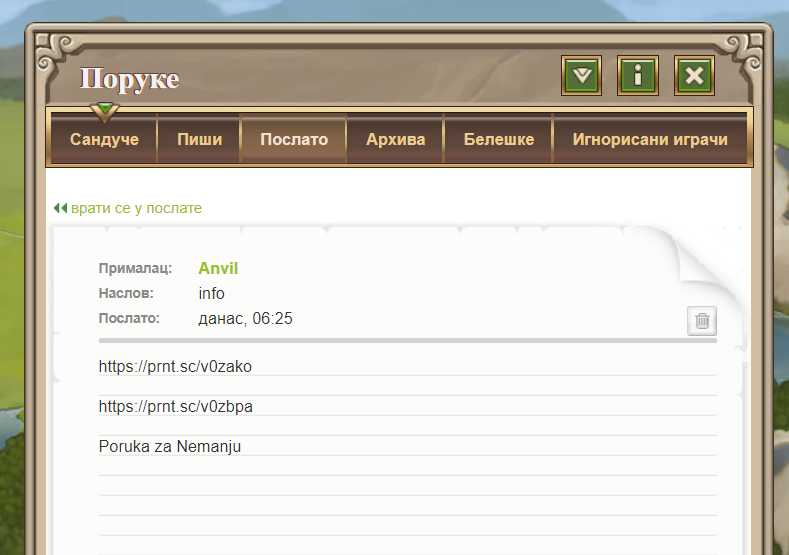 Поруке
Сандуче Пиши Послато Архива Белешке Игнорисани играчи
врати се у послате
Прималац: Anvil
Наслов: info
Послато: данас, 06:25
https://prnt.sc/v0zako
https://prnt.sc/v0zbpa
Poruka za Nemanju